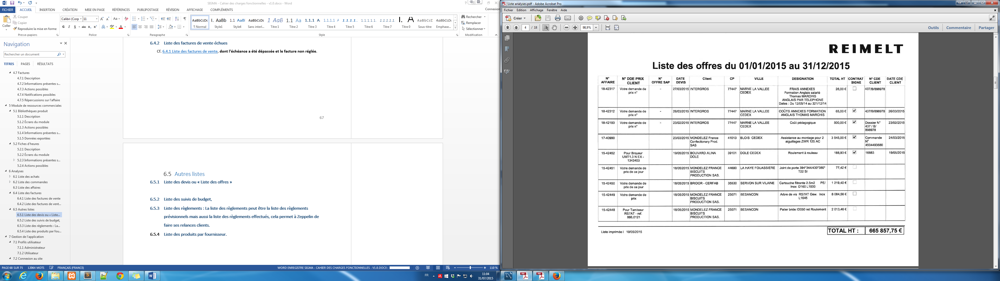 SIGMA - Cahier des charges fonctionnelles - v1.0.docx - Word
FICHIER ACCUEIL INSERTION CRÉATION MISE EN PAGE RÉFÉRENCES PUBLIPOSTAGE RÉVISION AFFICHAGE COMPLÉMENTS
Connexion
Coller
Couper
Copier
Reproduire la mise en forme
Presse-papiers
Calibri (Corp 11
G I S abc x₂ x²
Police
Paragraphe
AaBbCcDc I. AaBb 1.1 AaB AaBbCcDc 1 AaB 1.1 Aa 1.1.1 A 1.1.1.1 A 1.1.1.1. 1.1.1.1.1. 1.1.1.1.1. I. A AaBbCcD AaBbCcDc
¶ Normal Style1 Style4 Sans interl... Titre 1 Titre 2 Titre 3 Titre 4 Titre 5 Titre 6 Titre 7 Titre 0 Sous-titre Emphase...
Style
Rechercher
Remplacer
Sélectionner
Modification
Navigation
Rechercher un document
TITRES PAGES RÉSULTATS
4.7 Factures
4.7.1 Description
4.7.2 Informations présentes s...
4.7.3 Actions possibles
4.7.4 Notifications possibles
4.7.5 Répercussions sur l'affaire
5 Module de ressources commerciales
5.1 Bibliothèques produit
5.1.1 Description
5.1.2 Écrans du module
5.1.3 Actions possibles
5.1.4 Informations présentes s...
5.1.5 Données exportées
5.2 Fiches d'heures
5.2.1 Description
5.2.2 Écrans du module
5.2.3 Informations présentes s...
5.2.4 Actions possibles
6 Analyses
6.1 Liste des achats
6.2 Liste des commandes
6.3 Liste des affaires
6.4 Liste des factures
6.4.1 Liste des factures de vente
6.4.2 Liste des factures de vent...
6.5 Autres listes
6.5.1 Liste des devis ou « Liste...
6.5.2 Liste des suivis de budget,
6.5.3 Liste des règlements : La...
6.5.4 Liste des produits par fou...
7 Gestion de l'application
7.1 Profils utilisateur
7.1.1 Administrateur
7.1.2 Utilisateur
7.2 Connexion au site
6.4.2 Liste des factures de vente échues
Cf. 6.4.1 Liste des factures de vente, dont l'échéance a été dépassée et le facture non réglée.
67
6.5 Autres listes
6.5.1 Liste des devis ou « Liste des offres »
6.5.2 Liste des suivis de budget,
6.5.3 Liste des règlements : La liste des règlements peut être la liste des règlements
prévisionnels mais aussi la liste des règlements effectués, cela permet à Zeppelin de
faire ses relances clients.
6.5.4 Liste des produits par fournisseur.
PAGE 68 SUR 75 12064 MOTS FRANÇAIS (FRANCE) WORD ENREGISTRE SIGMA - CAHIER DES CHARGES FONCTIONNELLES - V1.0.DOCX : 110 %
FR 11:04
31/07/2015
Liste analyses.pdf - Adobe Acrobat Pro
Fichier Edition Affichage Fenêtre Aide
Créer
4 / 18 98,9% Outils Commentaire Partager
REIMELT
Liste des offres du 01/01/2015 au 31/12/2015
N° AFFAIRE N° DDE PRIX CLIENT N° OFFRE SAP DATE DEVIS Client CP VILLE DESIGNATION TOTAL HT CONTRAT SIGNE N° CDE CLIENT DATE CDE CLIENT
18-42317 Votre demande de prix n° - 27/03/2015 INTERGROS 77447 MARNE LA VALLEE CEDEX FRAIS ANNEXES Formation Anglais salarié Thomas MARCHIS ANGLAIS PAR TELEPHONE Dates : Du 12/05/14 au 321/12/14 26,00 € 437/B/898978
18-42312 Votre demande de prix n° - 26/03/2015 INTERGROS 77447 MARNE LA VALLEE CEDEX COÛTS ANNEXES FORMATION ANGLAIS THOMAS MARCHIS 65,00 € 437/B/898978 26/03/2015
18-42193 Votre demande de prix n° - 23/02/2015 INTERGROS 77447 MARNE LA VALLEE CEDEX Coût pédagogique 500,00 € Dossier N° 437 / B/ 898978 23/02/2015
17-40990 23/03/2015 MONDELEZ France Confectionary Prod. SAS 41013 BLOIS CEDEX Assistance au montage pour 2 aiguillages ZWR 125 AC 3 545,00 € Commande N° 4504493680 24/03/2015
15-42452 Pour Broyeur UMT1.3 N EX - 1343403 19/05/2015 BOUVARD ALINA DOLE 39101 DOLE CEDEX Roulement à rouleau 188,93 € 16883 19/05/2015
15-42451 Votre demande de prix de ce jour 18/05/2015 MONDELEZ FRANCE BISCUITS PRODUCTION SAS. 44690 LA HAYE FOUASSIERE Joint de porte 394*344/430*380* T22 SI 77,42 €
15-42450 Votre demande de prix de ce jour 18/05/2015 BRIDOR - CERFAB 35530 SERVON SUR VILAINE Cartouche filtrante 2.5m2 PE/ Inox D160 L1000 1 219,40 €
15-42449 Votre demande de prix 18/05/2015 MONDELEZ FRANCE BISCUITS PRODUCTION SAS. 25071 BESANCON Arbre de vis RS7AT Gew. Inox L1645 8 084,56 €
15-42448 Pour Tamiseur RS7AT - ref. 866,0121 18/05/2015 MONDELEZ FRANCE BISCUITS PRODUCTION SAS. 25071 BESANCON Palier bride ID050 ret Roulement 2 013,46 €
Liste imprimée l 19/05/2015
TOTAL HT : 665 857,75 €